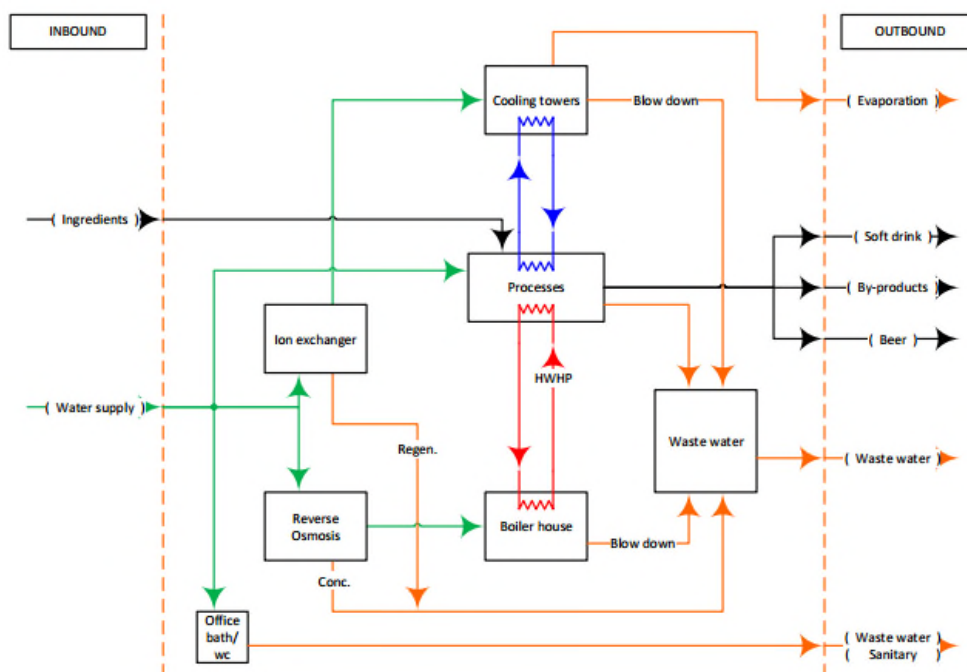 INBOUND
OUTBOUND
Cooling towers
Blow down
( Evaporation )
( Ingredients )
( Soft drink )
Processes
( By-products )
Ion exchanger
( Beer )
HWHP
( Water supply )
Regen.
Waste water
( Waste water )
Reverse
Osmosis
Boiler house
Blow down
Conc.
Office
bath/
wc
( Waste water )
( Sanitary )